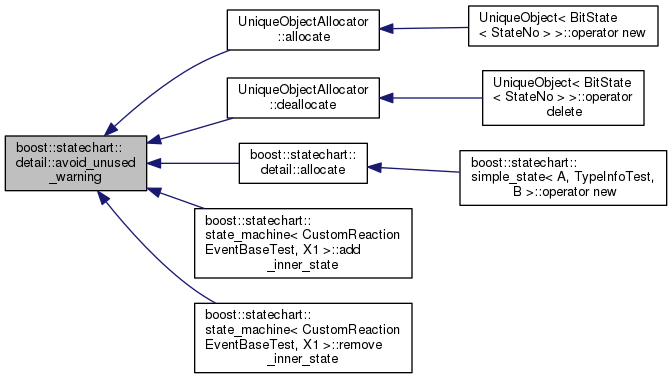 boost::statechart::
detail::avoid_unused
_warning
UniqueObjectAllocator
::allocate
UniqueObject< BitState
< StateNo > >::operator new
UniqueObjectAllocator
::deallocate
UniqueObject< BitState
< StateNo > >::operator
delete
boost::statechart::
detail::allocate
boost::statechart::
simple_state< A, TypeInfoTest,
B >::operator new
boost::statechart::
state_machine< CustomReaction
EventBaseTest, X1 >::add
_inner_state
boost::statechart::
state_machine< CustomReaction
EventBaseTest, X1 >::remove
_inner_state